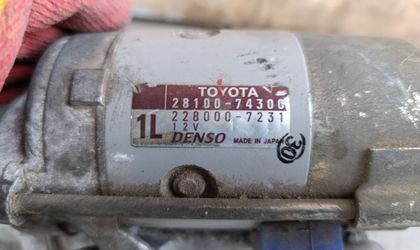 TOYOTA
28100-74300
1L
228000-7231
12V
DENSO MADE IN JAPAN
30